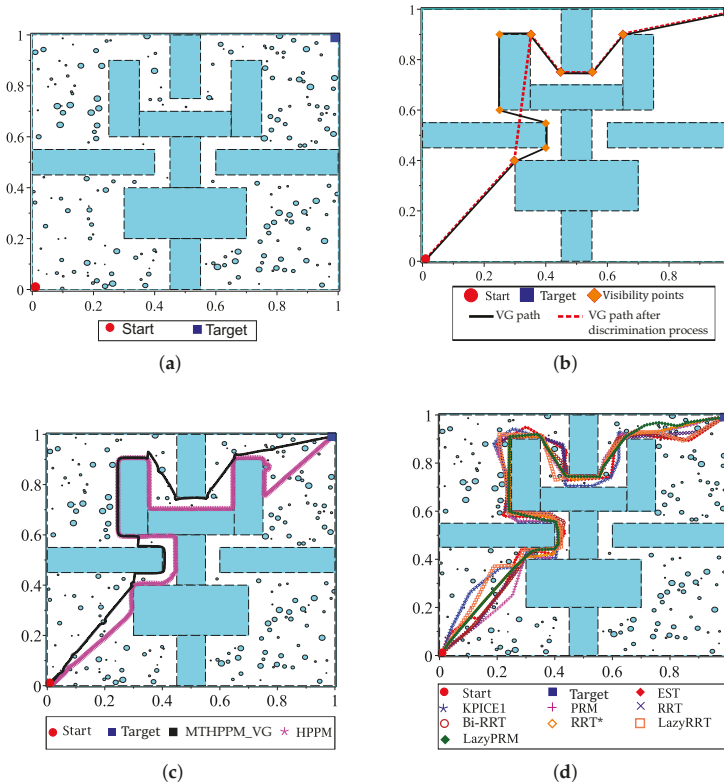 1
0.8
0.6
0.4
0.2
0
0.2 0.4 0.6 0.8 1
Start Target
(a)
1
0.8
0.6
0.4
0.2
0
0.2 0.4 0.6 0.8
Start Target Visibility points
VG path VG path after
discrimination process
(b)
1
0.8
0.6
0.4
0.2
0
0.2 0.4 0.6 0.8 1
Start Target MTHPPM_VG HPPM
(c)
1
0.8
0.6
0.4
0.2
0
0.2 0.4 0.6 0.8
Start Target EST
KPICE1 PRM RRT
Bi-RRT RRT* LazyRRT
LazyPRM
(d)